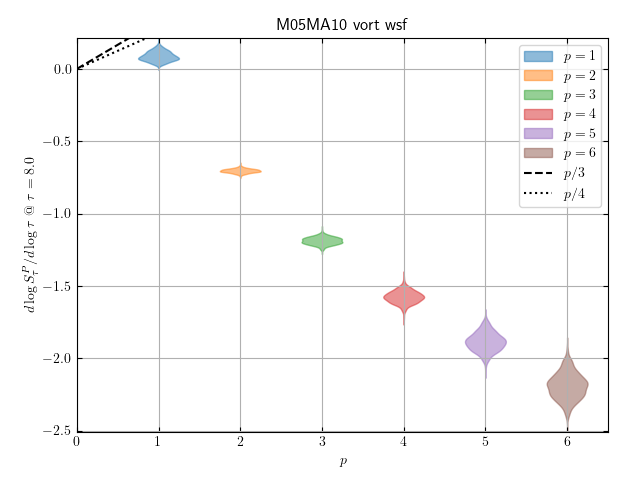 M05MA10 vort wsf
d log S_τ^P / d log τ @ τ = 8.0
0.0
−0.5
−1.0
−1.5
−2.0
−2.5
0 1 2 3 4 5 6
p
p = 1
p = 2
p = 3
p = 4
p = 5
p = 6
p/3
p/4